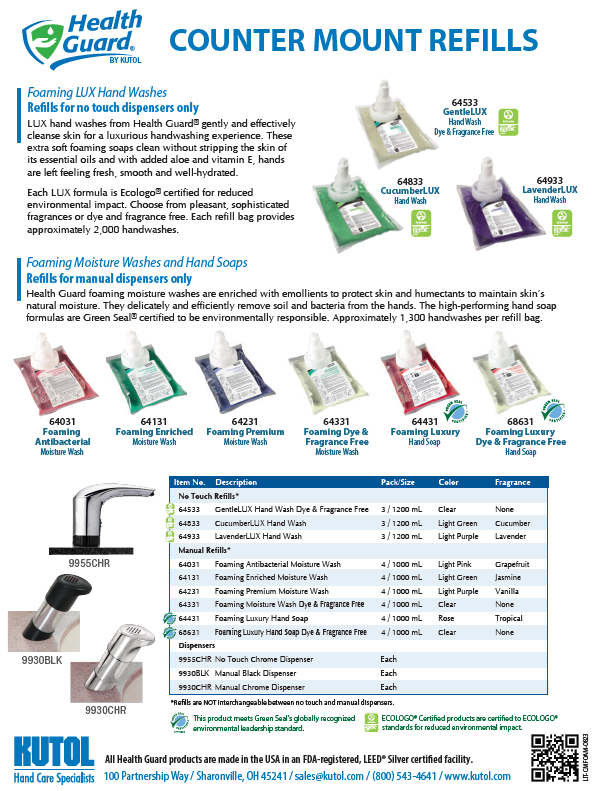 Health
Guard®
BY KUTOL
COUNTER MOUNT REFILLS
Foaming LUX Hand Washes
Refills for no touch dispensers only
LUX hand washes from Health Guard® gently and effectively
cleanse skin for a luxurious handwashing experience. These
extra soft foaming soaps clean without stripping the skin of
its essential oils and with added aloe and vitamin E, hands
are left feeling fresh, smooth and well-hydrated.
Each LUX formula is Ecologo® certified for reduced
environmental impact. Choose from pleasant, sophisticated
fragrances or dye and fragrance free. Each refill bag provides
approximately 2,000 handwashes.
64533
GentleLUX
Hand Wash
Dye & Fragrance Free
64833
CucumberLUX
Hand Wash
64933
LavenderLUX
Hand Wash
Foaming Moisture Washes and Hand Soaps
Refills for manual dispensers only
Health Guard foaming moisture washes are enriched with emollients to protect skin and humectants to maintain skin's
natural moisture. They delicately and efficiently remove soil and bacteria from the hands. The high-performing hand soap
formulas are Green Seal® certified to be environmentally responsible. Approximately 1,300 handwashes per refill bag.
64031
Foaming
Antibacterial
Moisture Wash
64131
Foaming Enriched
Moisture Wash
64231
Foaming Premium
Moisture Wash
64331
Foaming Dye &
Fragrance Free
Moisture Wash
64431
Foaming Luxury
Hand Soap
68631
Foaming Luxury
Dye & Fragrance Free
Hand Soap
9955CHR
9930BLK
9930CHR
Item No. Description Pack/Size Color Fragrance
No Touch Refills*
64533 GentleLUX Hand Wash Dye & Fragrance Free 3 / 1200 mL Clear None
64833 CucumberLUX Hand Wash 3 / 1200 mL Light Green Cucumber
64933 LavenderLUX Hand Wash 3 / 1200 mL Light Purple Lavender
Manual Refills*
64031 Foaming Antibacterial Moisture Wash 4 / 1000 mL Light Pink Grapefruit
64131 Foaming Enriched Moisture Wash 4 / 1000 mL Light Green Jasmine
64231 Foaming Premium Moisture Wash 4 / 1000 mL Light Purple Vanilla
64331 Foaming Moisture Wash Dye & Fragrance Free 4 / 1000 mL Clear None
64431 Foaming Luxury Hand Soap 4 / 1000 mL Rose Tropical
68631 Foaming Luxury Hand Soap Dye & Fragrance Free 4 / 1000 mL Clear None
Dispensers
9955CHR No Touch Chrome Dispenser Each
9930BLK Manual Black Dispenser Each
9930CHR Manual Chrome Dispenser Each
*Refills are NOT interchangeable between no touch and manual dispensers.
This product meets Green Seal's globally recognized
environmental leadership standard.
ECOLOGO® Certified products are certified to ECOLOGO®
standards for reduced environmental impact.
KUTOL
Hand Care Specialists
All Health Guard products are made in the USA in an FDA-registered, LEED® Silver certified facility.
100 Partnership Way / Sharonville, OH 45241 / sales@kutol.com / (800) 543-4641 / www.kutol.com
LIT-CMFOAM-0823